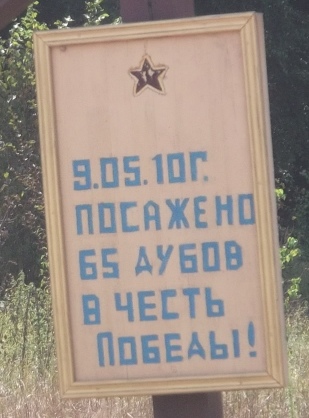 9.05.10г.
ПОСАЖЕНО
65 ДУБОВ
В ЧЕСТЬ
ПОБЕДЫ!